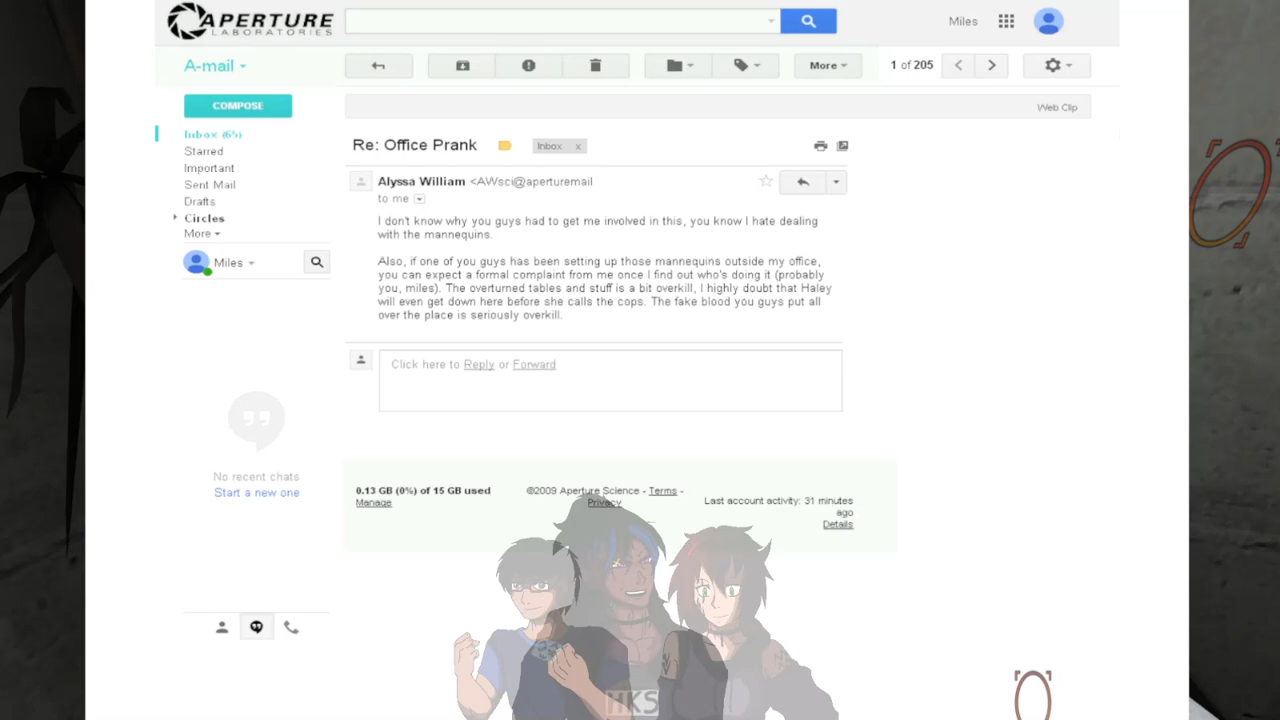 APERTURE
LABORATORIES
Miles
A-mail
More
1 of 205
COMPOSE
Web Clip
Inbox (65)
Starred
Important
Sent Mail
Drafts
Circles
More
Miles
Re: Office Prank
Inbox x
Alyssa William <AWsci@aperturemail
to me
I don't know why you guys had to get me involved in this, you know I hate dealing
with the mannequins.
Also, if one of you guys has been setting up those mannequins outside my office,
you can expect a formal complaint from me once I find out who's doing it (probably
you, miles). The overturned tables and stuff is a bit overkill, I highly doubt that Haley
will even get down here before she calls the cops. The fake blood you guys put all
over the place is seriously overkill.
Click here to Reply or Forward
No recent chats
Start a new one
0.13 GB (0%) of 15 GB used
Manage
©2009 Aperture Science - Terms -
Privacy
Last account activity: 31 minutes
ago
Details
HKS